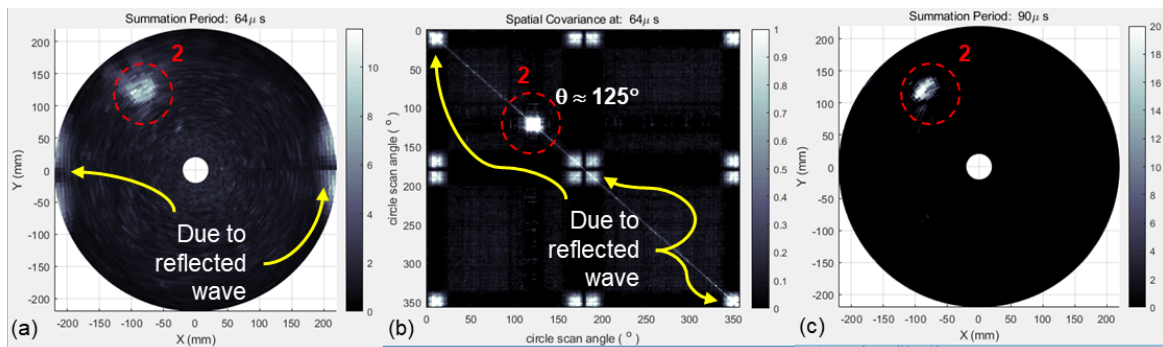 Summation Period: 64μ s
2
Due to
reflected
wave
220
150
100
50
0
-50
-100
-150
-200
-200 -150 -100 -50 0 50 100 150 200
X (mm)
Y (mm)
10
8
6
4
2
0
(a)
Spatial Covariance at: 64μ s
2
θ ≈ 125°
Due to
reflected
wave
0
50
100
150
200
250
300
350
0 50 100 150 200 250 300 350
circle scan angle ( ° )
circle scan angle ( ° )
1
0.9
0.8
0.7
0.6
0.5
0.4
0.3
0.2
0.1
0
(b)
Summation Period: 90μ s
2
200
150
100
50
0
-50
-100
-150
-200
-200 -150 -100 -50 0 50 100 150 200
X (mm)
Y (mm)
20
18
16
14
12
10
8
6
4
2
0
(c)